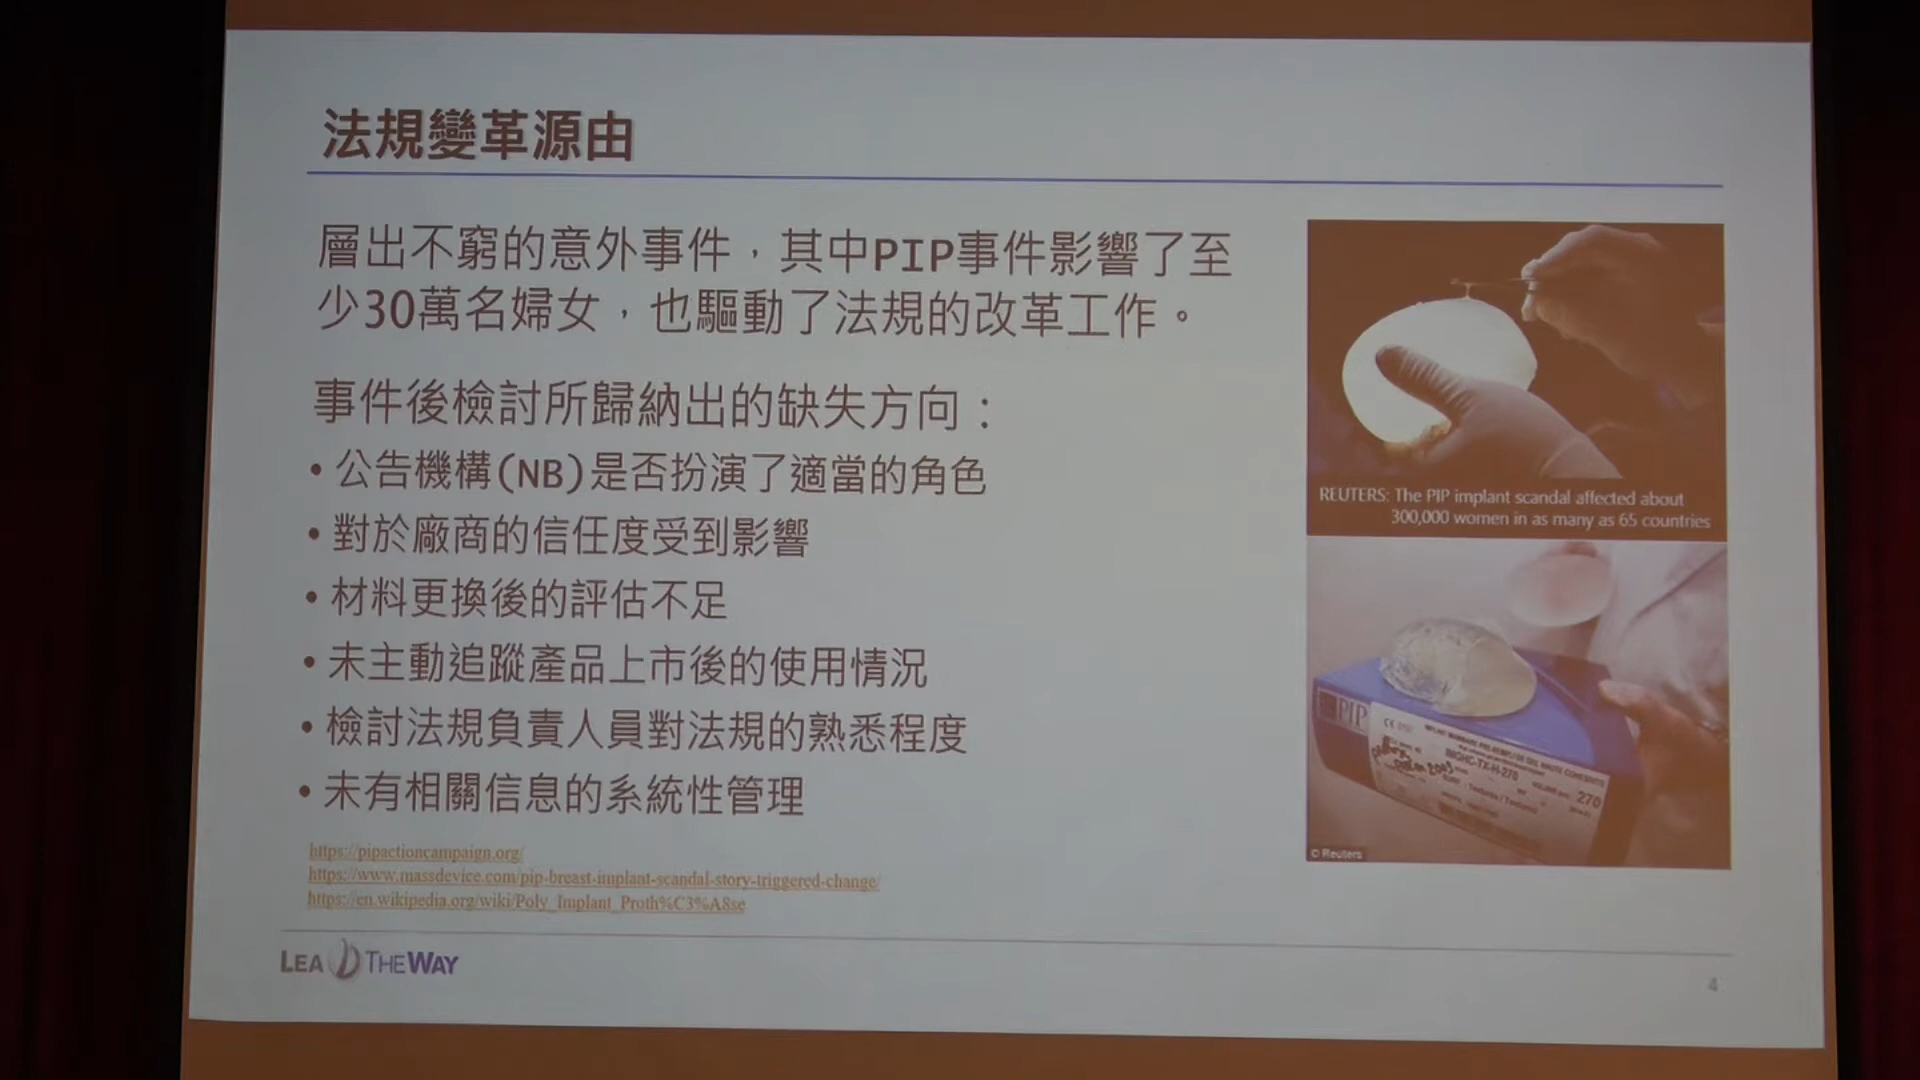 法規變革源由
層出不窮的意外事件，其中PIP事件影響了至
少30萬名婦女，也驅動了法規的改革工作。
事件後檢討所歸納出的缺失方向：
• 公告機構(NB)是否扮演了適當的角色
• 對於廠商的信任度受到影響
• 材料更換後的評估不足
• 未主動追蹤產品上市後的使用情況
• 檢討法規負責人員對法規的熟悉程度
• 未有相關信息的系統性管理
https://pipactioncampaign.org/
https://www.massdevice.com/pip-breast-implant-scandal-story-triggered-change/
https://en.wikipedia.org/wiki/Poly_Implant_Proth%C3%A8se
REUTERS: The PIP implant scandal affected about
300,000 women in as many as 65 countries
PIP
CE
270
© Reuters
LEADTHEWAY
4